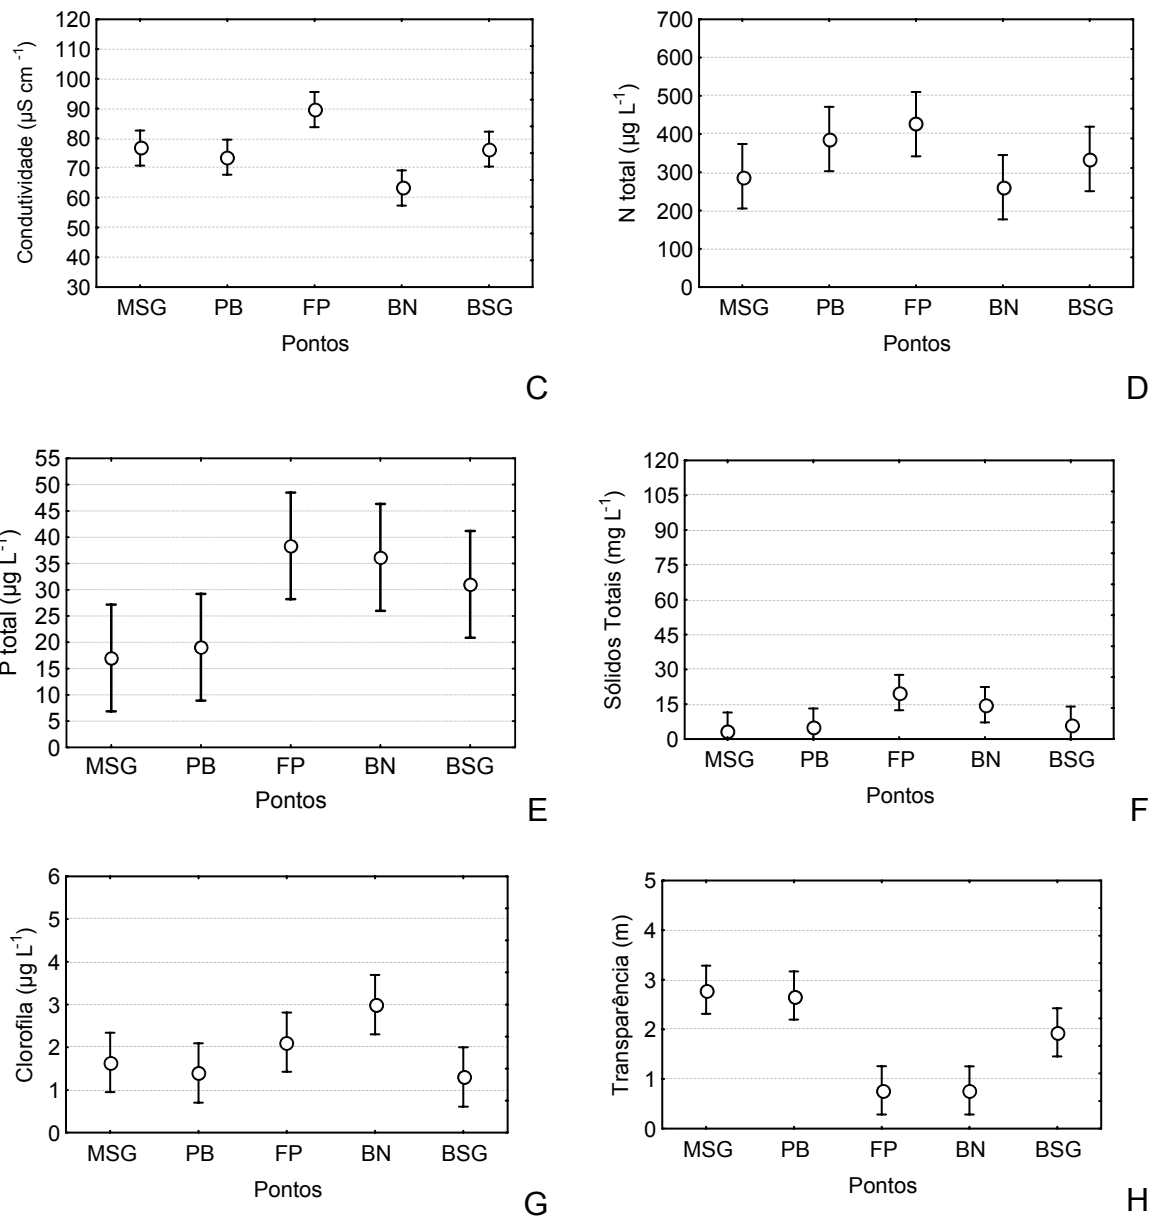 120
110
100
90
80
70
60
50
40
30
Condutividade (µS cm -1)
MSG PB FP BN BSG
Pontos
C
700
600
500
400
300
200
100
0
N total (µg L-1)
MSG PB FP BN BSG
Pontos
D
55
50
45
40
35
30
25
20
15
10
5
0
P total (µg L-1)
MSG PB FP BN BSG
Pontos
E
120
105
90
75
60
45
30
15
0
Sólidos Totais (mg L-1)
MSG PB FP BN BSG
Pontos
F
6
5
4
3
2
1
0
Clorofila (µg L-1)
MSG PB FP BN BSG
Pontos
G
5
4
3
2
1
0
Transparência (m)
MSG PB FP BN BSG
Pontos
H